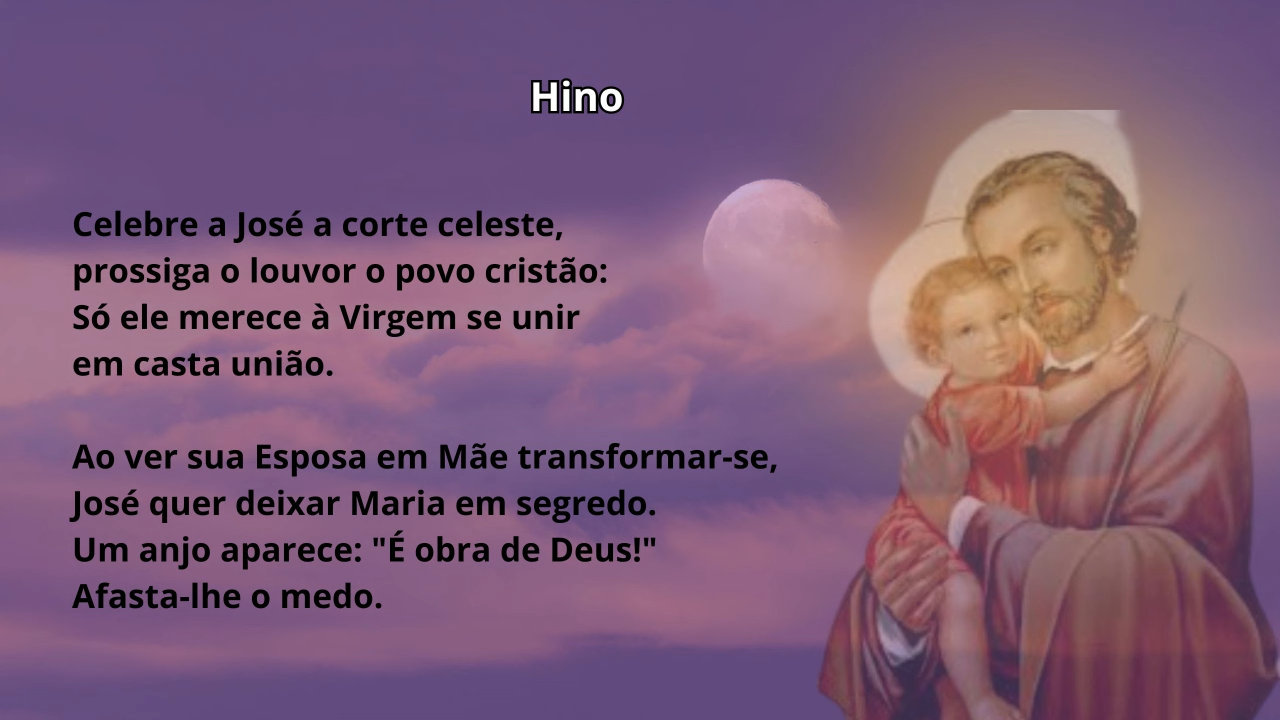 Hino
Celebre a José a corte celeste,
prossiga o louvor o povo cristão:
Só ele merece à Virgem se unir
em casta união.
Ao ver sua Esposa em Mãe transformar-se,
José quer deixar Maria em segredo.
Um anjo aparece: "É obra de Deus!"
Afasta-lhe o medo.